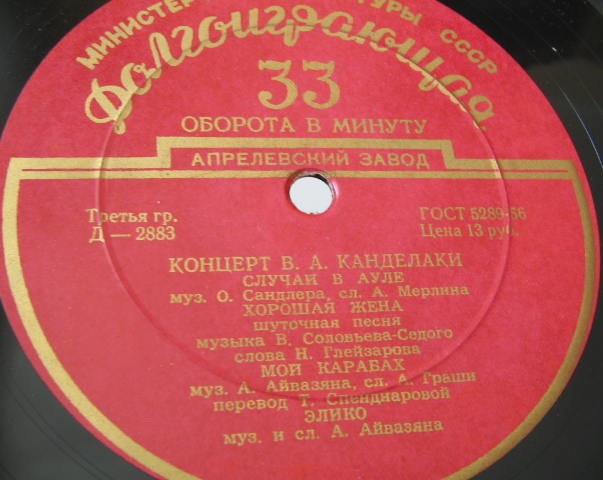 МИНИСТЕР ТУРЫ СССР
Долгоиграющая
33
ОБОРОТА В МИНУТУ
АПРЕЛЕВСКИЙ ЗАВОД
Третья гр.
Д — 2883
ГОСТ 5289-56
Цена 13 руб.
КОНЦЕРТ В. А. КАНДЕЛАКИ
СЛУЧАЙ В АУЛЕ
муз. О. Сандлера, сл. А. Мерлина
ХОРОШАЯ ЖЕНА
шуточная песня
музыка В. Соловьева-Седого
слова Н. Глейзарова
МОЙ КАРАБАХ
муз. А. Айвазяна, сл. А. Граши
перевод Т. Спендиаровой
ЭЛИКО
муз. и сл. А. Айвазяна